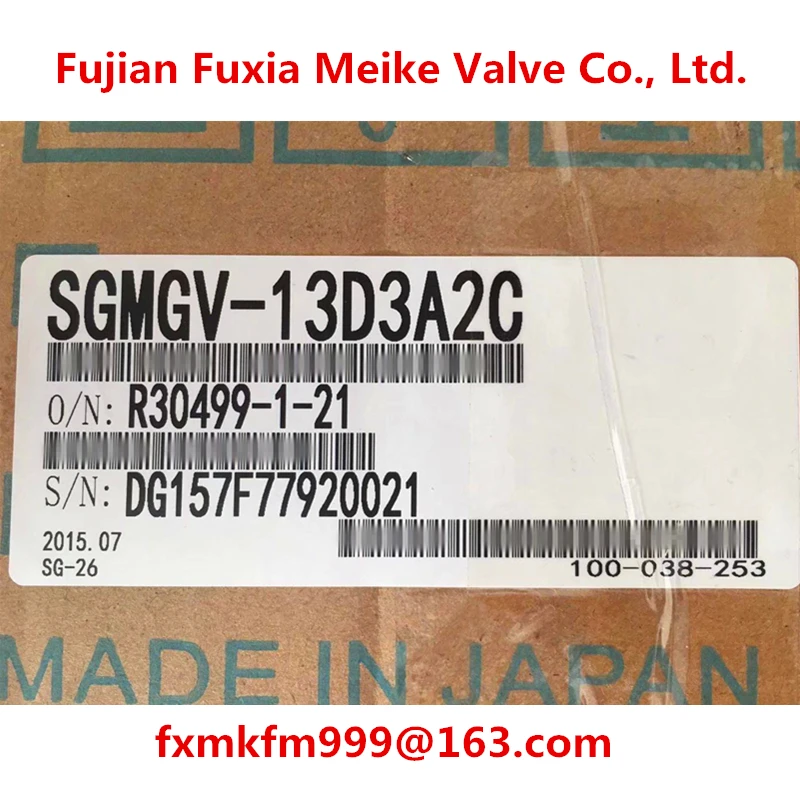 Fujian Fuxia Meike Valve Co., Ltd.
SGMGV-13D3A2C
O/N: R30499-1-21
S/N: DG157F77920021
2015.07
SG-26
100-038-253
MADE IN JAPAN
fxmkfm999@163.com